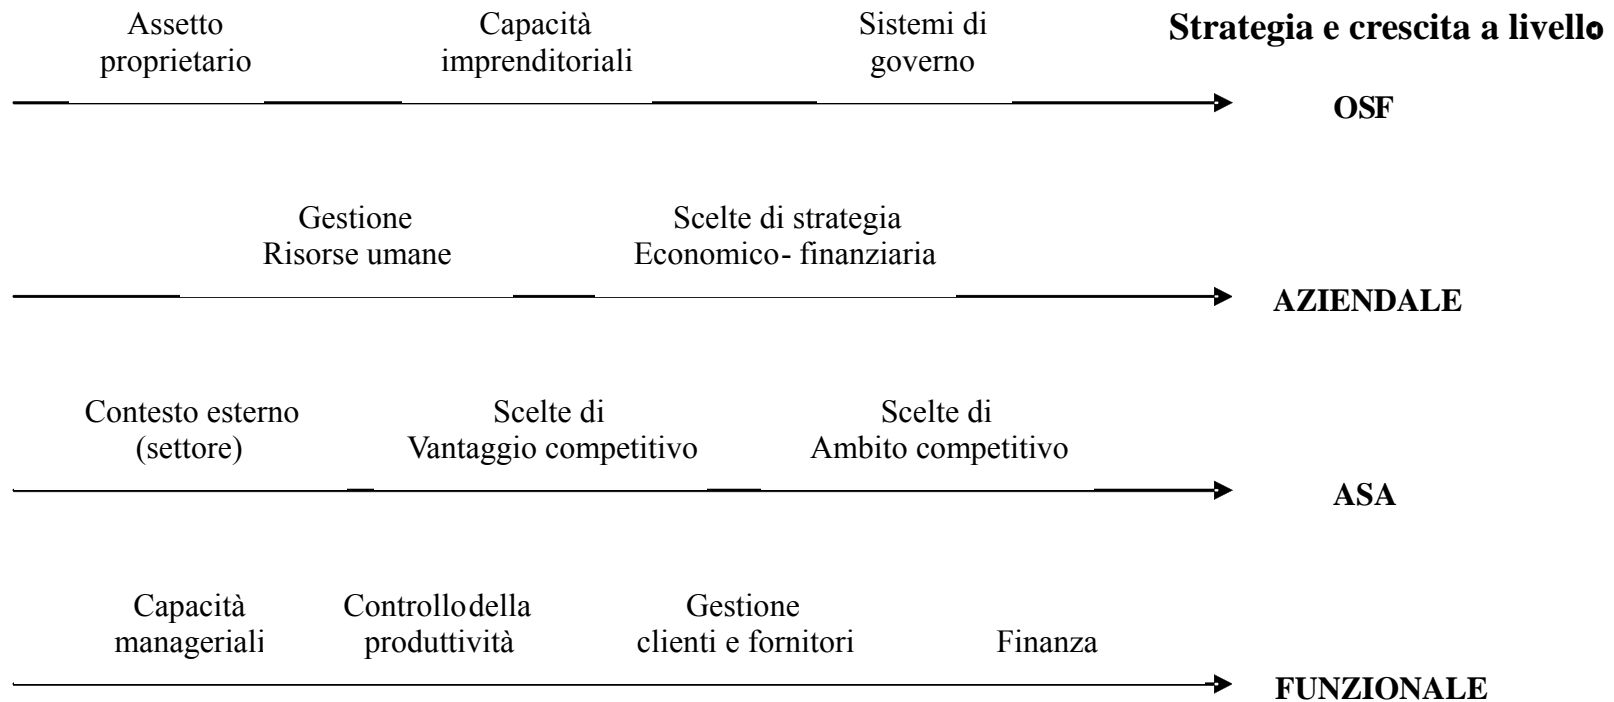 Assetto
proprietario
Capacità
imprenditoriali
Sistemi di
governo
Strategia e crescita a livello
OSF
Gestione
Risorse umane
Scelte di strategia
Economico- finanziaria
AZIENDALE
Contesto esterno
(settore)
Scelte di
Vantaggio competitivo
Scelte di
Ambito competitivo
ASA
Capacità
manageriali
Controllo della
produttività
Gestione
clienti e fornitori
Finanza
FUNZIONALE